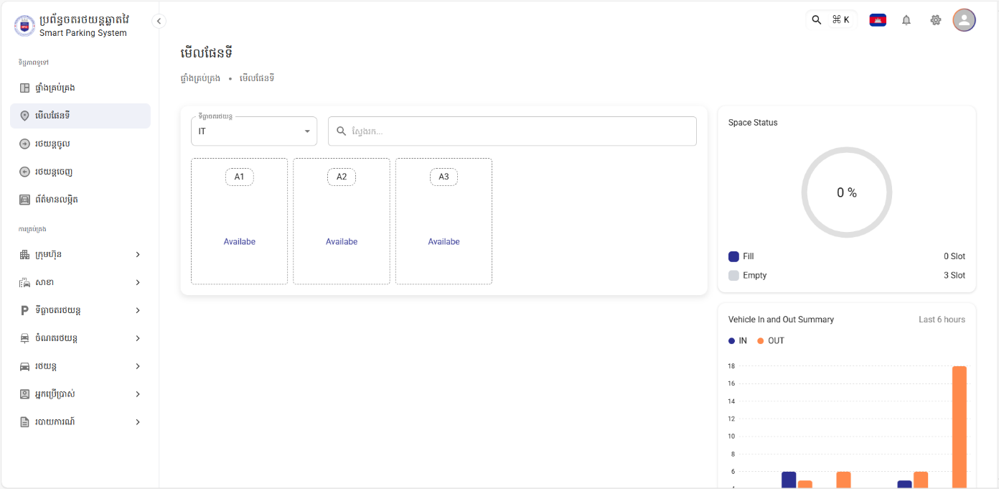 ប្រព័ន្ធចតរថយន្តឆ្លាតវៃ
Smart Parking System
ទិដ្ឋភាពទូទៅ
ផ្ទាំងគ្រប់គ្រង
មើលផែនទី
រថយន្តចូល
រថយន្តចេញ
ព័ត៌មានលម្អិត
ការគ្រប់គ្រង
ក្រុមហ៊ុន
សាខា
ទីធ្លាចតរថយន្ត
ចំណតរថយន្ត
រថយន្ត
អ្នកប្រើប្រាស់
របាយការណ៍
⌘ K
មើលផែនទី
ផ្ទាំងគ្រប់គ្រង • មើលផែនទី
ទីធ្លាចតរថយន្ត
IT
ស្វែងរក...
A1 A2 A3
Availabe Availabe Availabe
Space Status
0 %
Fill 0 Slot
Empty 3 Slot
Vehicle In and Out Summary Last 6 hours
IN OUT
18
16
14
12
10
8
6